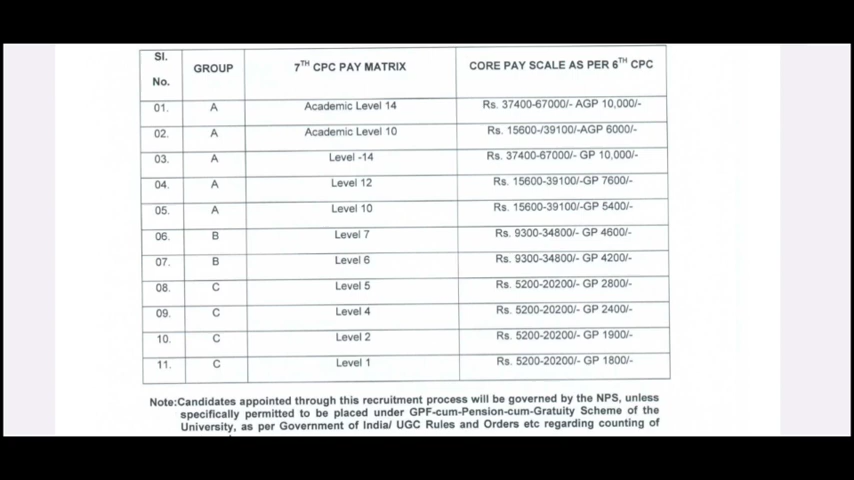 Sl. No. GROUP 7TH CPC PAY MATRIX CORE PAY SCALE AS PER 6TH CPC
01. A Academic Level 14 Rs. 37400-67000/- AGP 10,000/-
02. A Academic Level 10 Rs. 15600-/39100/-AGP 6000/-
03. A Level -14 Rs. 37400-67000/- GP 10,000/-
04. A Level 12 Rs. 15600-39100/-GP 7600/-
05. A Level 10 Rs. 15600-39100/-GP 5400/-
06. B Level 7 Rs. 9300-34800/- GP 4600/-
07. B Level 6 Rs. 9300-34800/- GP 4200/-
08. C Level 5 Rs. 5200-20200/- GP 2800/-
09. C Level 4 Rs. 5200-20200/- GP 2400/-
10. C Level 2 Rs. 5200-20200/- GP 1900/-
11. C Level 1 Rs. 5200-20200/- GP 1800/-
Note:Candidates appointed through this recruitment process will be governed by the NPS, unless
specifically permitted to be placed under GPF-cum-Pension-cum-Gratuity Scheme of the
University, as per Government of India/ UGC Rules and Orders etc regarding counting of